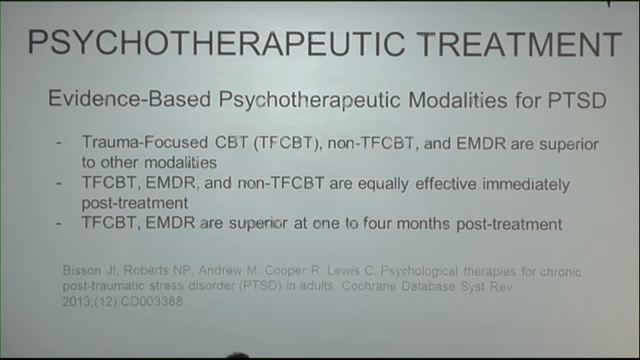 PSYCHOTHERAPEUTIC TREATMENT
Evidence-Based Psychotherapeutic Modalities for PTSD
- Trauma-Focused CBT (TFCBT), non-TFCBT, and EMDR are superior
to other modalities
- TFCBT, EMDR, and non-TFCBT are equally effective immediately
post-treatment
- TFCBT, EMDR are superior at one to four months post-treatment
Bisson JI, Roberts NP, Andrew M, Cooper R, Lewis C. Psychological therapies for chronic
post-traumatic stress disorder (PTSD) in adults. Cochrane Database Syst Rev
2013;(12):CD003388.